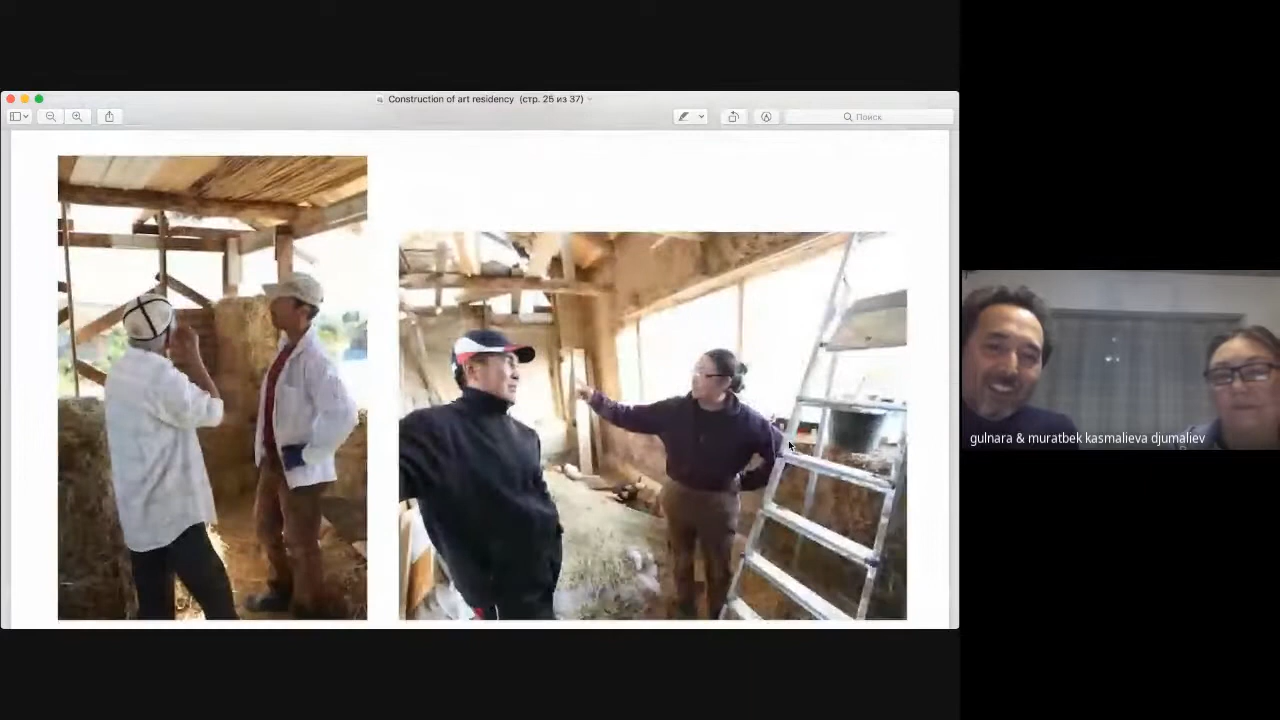 Construction of art residency (стр. 25 из 37)
Поиск
gulnara & muratbek kasmalieva djumaliev